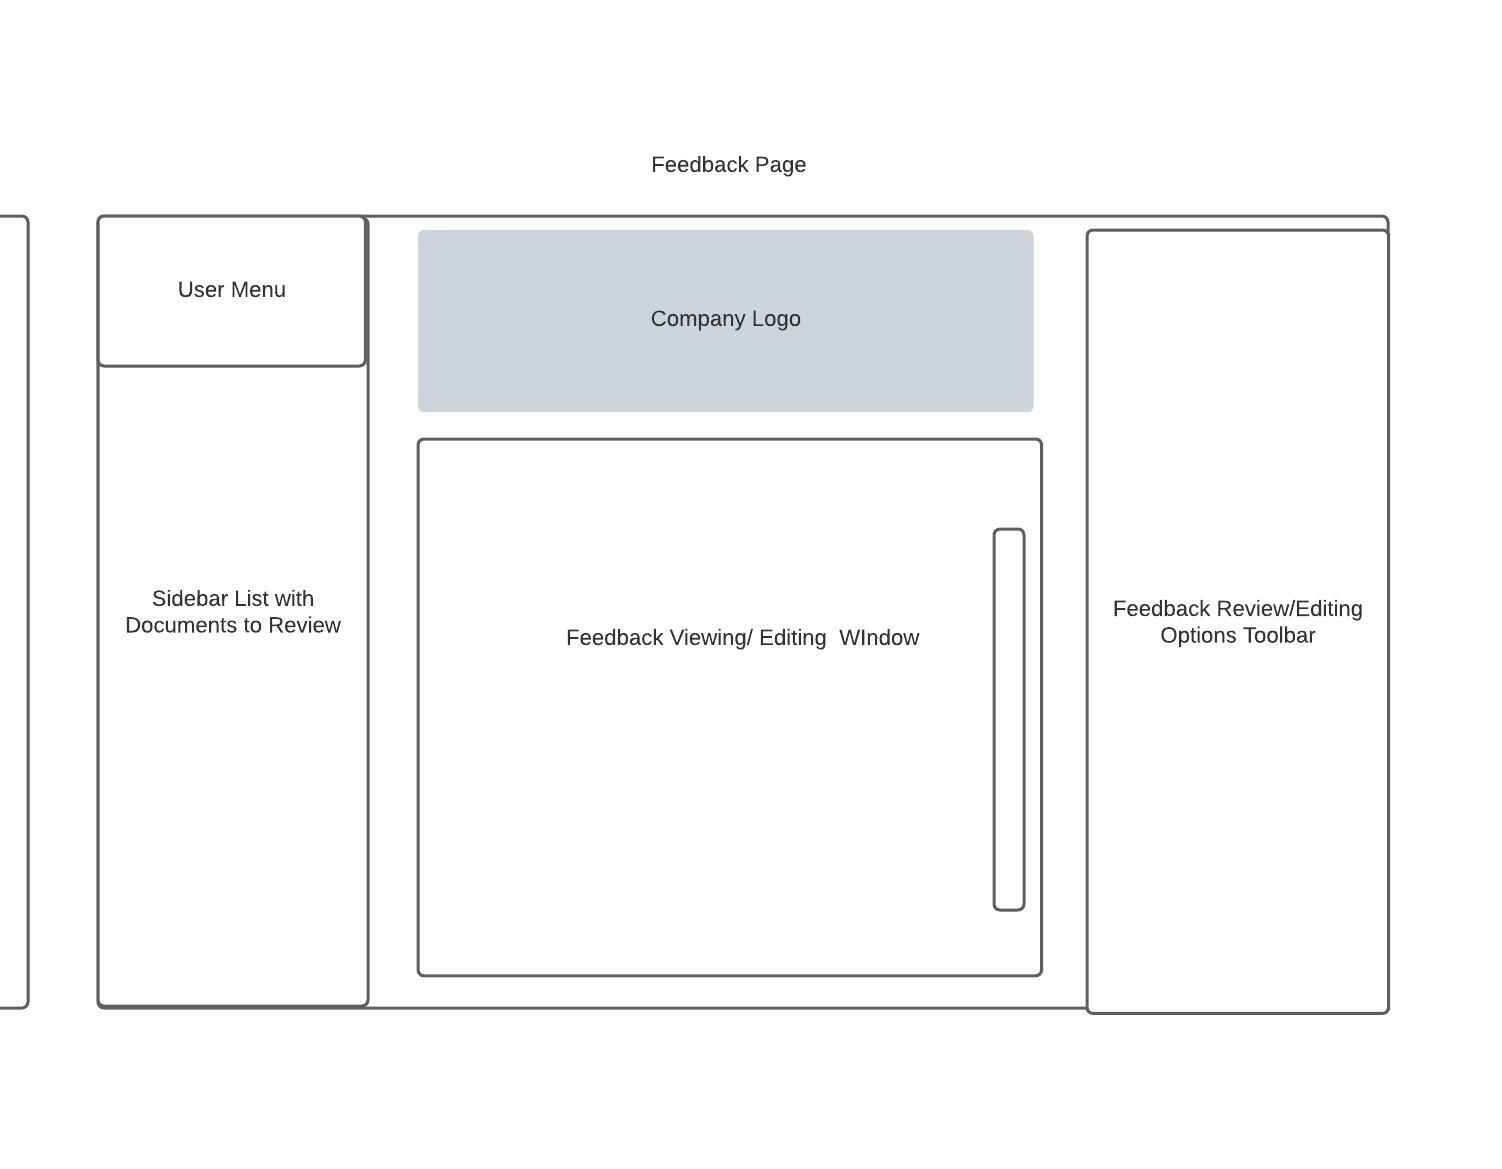 Feedback Page
User Menu
Company Logo
Sidebar List with
Documents to Review
Feedback Viewing/ Editing  WIndow
Feedback Review/Editing
Options Toolbar